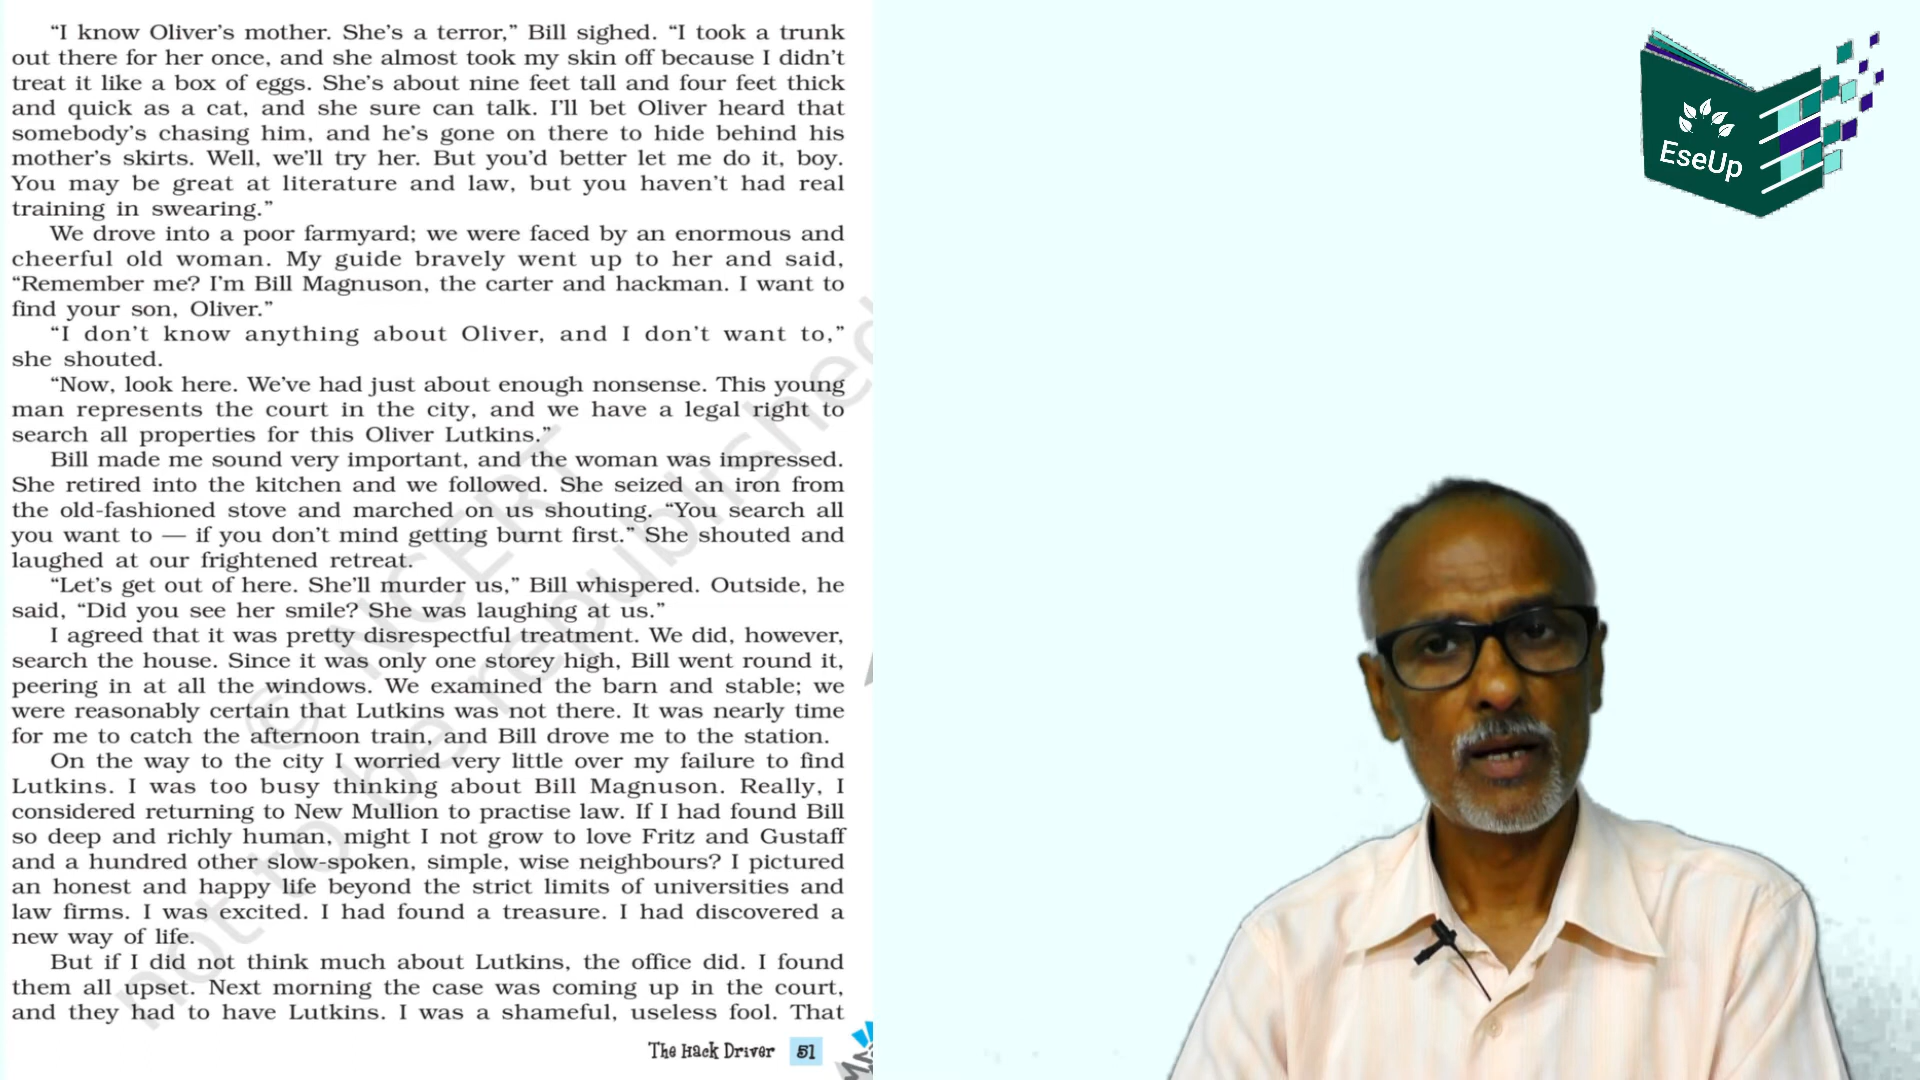 “I know Oliver’s mother. She’s a terror,” Bill sighed. “I took a trunk
out there for her once, and she almost took my skin off because I didn’t
treat it like a box of eggs. She’s about nine feet tall and four feet thick
and quick as a cat, and she sure can talk. I’ll bet Oliver heard that
somebody’s chasing him, and he’s gone on there to hide behind his
mother’s skirts. Well, we’ll try her. But you’d better let me do it, boy.
You may be great at literature and law, but you haven’t had real
training in swearing.”
We drove into a poor farmyard; we were faced by an enormous and
cheerful old woman. My guide bravely went up to her and said,
“Remember me? I’m Bill Magnuson, the carter and hackman. I want to
find your son, Oliver.”
“I don’t know anything about Oliver, and I don’t want to,”
she shouted.
“Now, look here. We’ve had just about enough nonsense. This young
man represents the court in the city, and we have a legal right to
search all properties for this Oliver Lutkins.”
Bill made me sound very important, and the woman was impressed.
She retired into the kitchen and we followed. She seized an iron from
the old-fashioned stove and marched on us shouting. “You search all
you want to — if you don’t mind getting burnt first.” She shouted and
laughed at our frightened retreat.
“Let’s get out of here. She’ll murder us,” Bill whispered. Outside, he
said, “Did you see her smile? She was laughing at us.”
I agreed that it was pretty disrespectful treatment. We did, however,
search the house. Since it was only one storey high, Bill went round it,
peering in at all the windows. We examined the barn and stable; we
were reasonably certain that Lutkins was not there. It was nearly time
for me to catch the afternoon train, and Bill drove me to the station.
On the way to the city I worried very little over my failure to find
Lutkins. I was too busy thinking about Bill Magnuson. Really, I
considered returning to New Mullion to practise law. If I had found Bill
so deep and richly human, might I not grow to love Fritz and Gustaff
and a hundred other slow-spoken, simple, wise neighbours? I pictured
an honest and happy life beyond the strict limits of universities and
law firms. I was excited. I had found a treasure. I had discovered a
new way of life.
But if I did not think much about Lutkins, the office did. I found
them all upset. Next morning the case was coming up in the court,
and they had to have Lutkins. I was a shameful, useless fool. That
The Hack Driver 51
© NCERT
not to be republished
EseUp